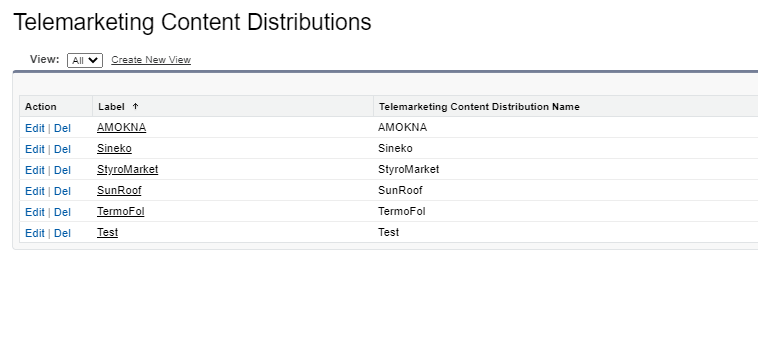 Telemarketing Content Distributions
View: All Create New View
Action Label ↑ Telemarketing Content Distribution Name
Edit | Del AMOKNA AMOKNA
Edit | Del Sineko Sineko
Edit | Del StyroMarket StyroMarket
Edit | Del SunRoof SunRoof
Edit | Del TermoFol TermoFol
Edit | Del Test Test